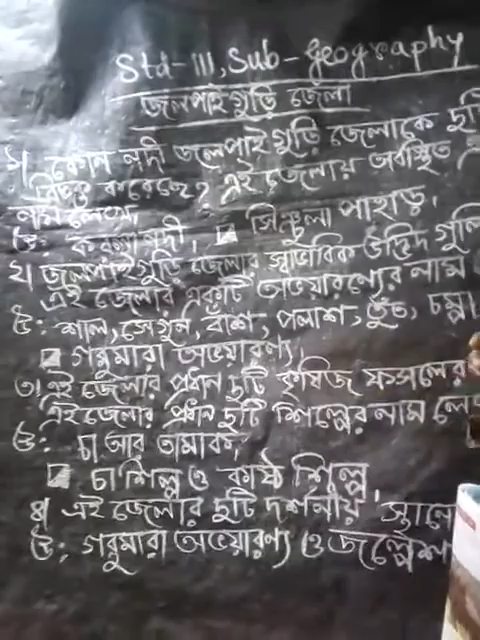 Std-III, Sub-Geography
জলপাইগুড়ি জেলা
১। কোন নদী জলপাইগুড়ি জেলাকে
বিভক্ত করেছে? এই জেলায় অবস্থিত
নাম লেখো,
উ: করলা নদী, সিঞ্চুলা পাহাড়,
২। জলপাইগুড়ি জেলার স্বাভাবিক উদ্ভিদ গুলি
এই জেলার একটি অভয়ারণ্যের নাম
উ: শাল, সেগুন, বাঁশ, পলাশ, তুঁত, চম্পা
গরুমারা অভয়ারণ্য,
৩। এই জেলার প্রধান দুটি কৃষিজ ফসলের
এই জেলার প্রধান দুটি শিল্পের নাম
উ: চা আর তামাক,
চা শিল্প ও কাষ্ঠ শিল্প,
৪। এই জেলার দুটি দর্শনীয় স্তানে
উ: গরুমারা অভয়ারণ্য ও জল্পেশ